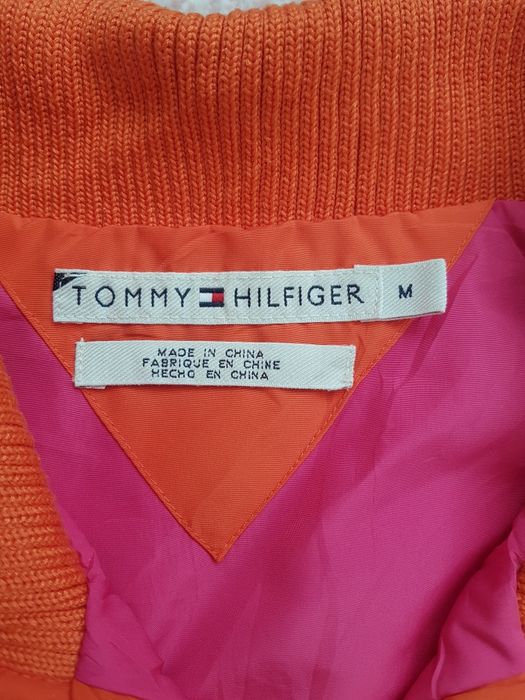 TOMMY HILFIGER M
MADE IN CHINA
FABRIQUE EN CHINE
HECHO EN CHINA